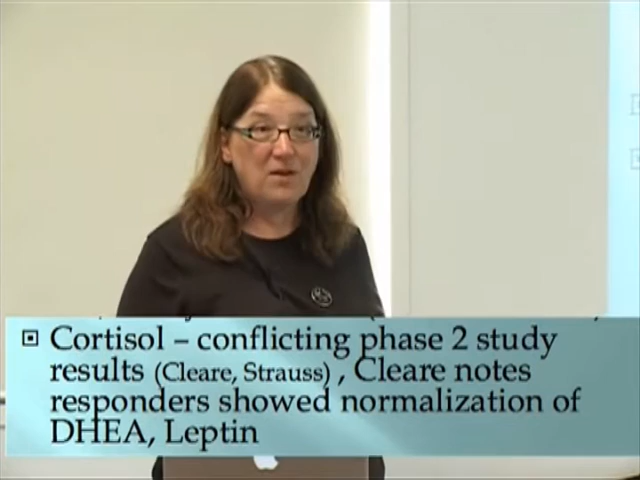 Cortisol – conflicting phase 2 study
results (Cleare, Strauss) , Cleare notes
responders showed normalization of
DHEA, Leptin